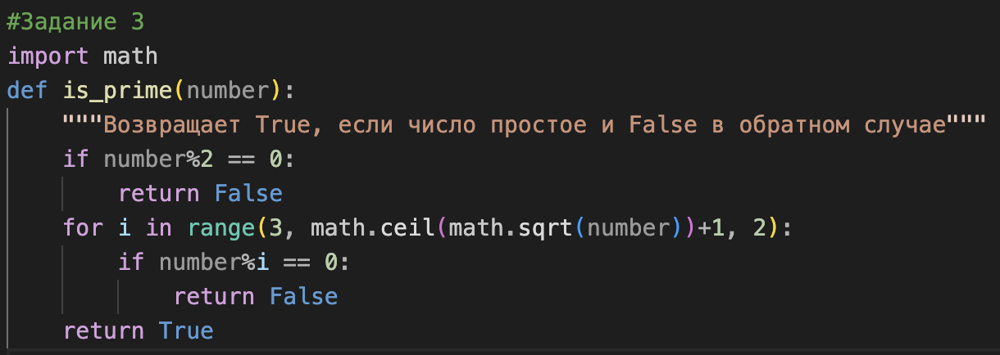 #Задание 3
import math
def is_prime(number):
    """Возвращает True, если число простое и False в обратном случае"""
    if number%2 == 0:
        return False
    for i in range(3, math.ceil(math.sqrt(number))+1, 2):
        if number%i == 0:
            return False
    return True